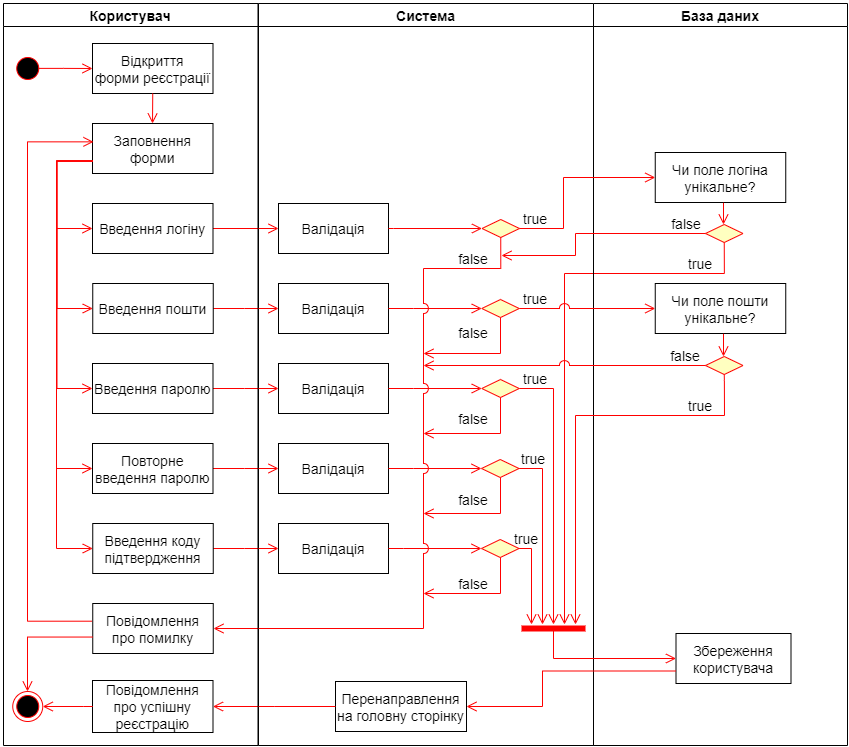 Користувач
Система
База даних
Відкриття
форми реєстрації
Заповнення
форми
Чи поле логіна
унікальне?
Введення логіну
Валідація
true
false
false
true
Введення пошти
Валідація
true
false
Чи поле пошти
унікальне?
false
true
Введення паролю
Валідація
true
false
Повторне
введення паролю
Валідація
true
false
Введення коду
підтвердження
Валідація
true
false
Повідомлення
про помилку
Збереження
користувача
Повідомлення
про успішну
реєстрацію
Перенаправлення
на головну сторінку